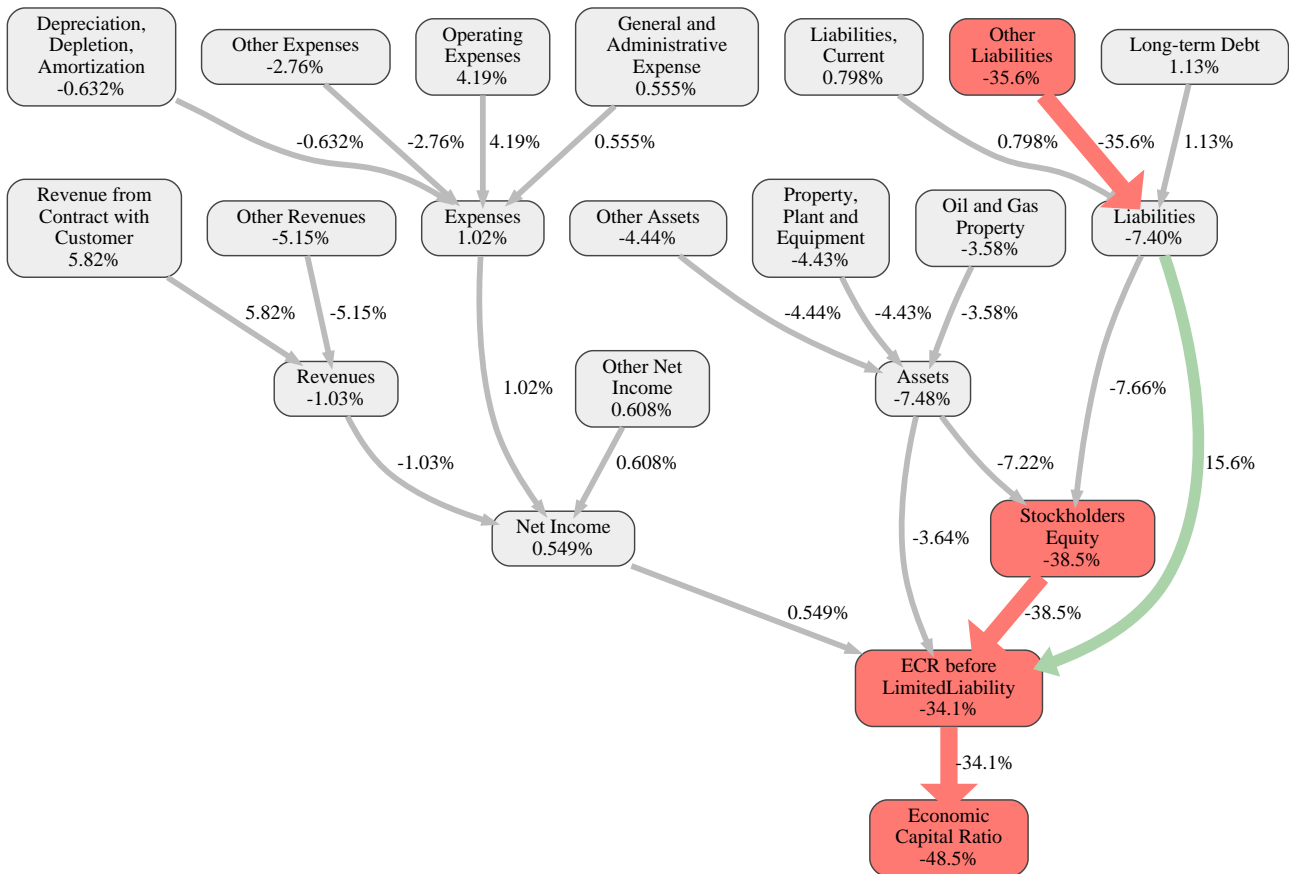 Depreciation,
Depletion,
Amortization
-0.632%
Other Expenses
-2.76%
Operating
Expenses
4.19%
General and
Administrative
Expense
0.555%
Liabilities,
Current
0.798%
Other
Liabilities
-35.6%
Long-term Debt
1.13%
-0.632%
-2.76%
4.19%
0.555%
0.798%
-35.6%
1.13%
Revenue from
Contract with
Customer
5.82%
Other Revenues
-5.15%
Expenses
1.02%
Other Assets
-4.44%
Property,
Plant and
Equipment
-4.43%
Oil and Gas
Property
-3.58%
Liabilities
-7.40%
5.82%
-5.15%
-4.44%
-4.43%
-3.58%
Revenues
-1.03%
1.02%
Other Net
Income
0.608%
Assets
-7.48%
-7.66%
-1.03%
0.608%
-7.22%
15.6%
Net Income
0.549%
-3.64%
Stockholders
Equity
-38.5%
0.549%
-38.5%
ECR before
LimitedLiability
-34.1%
-34.1%
Economic
Capital Ratio
-48.5%